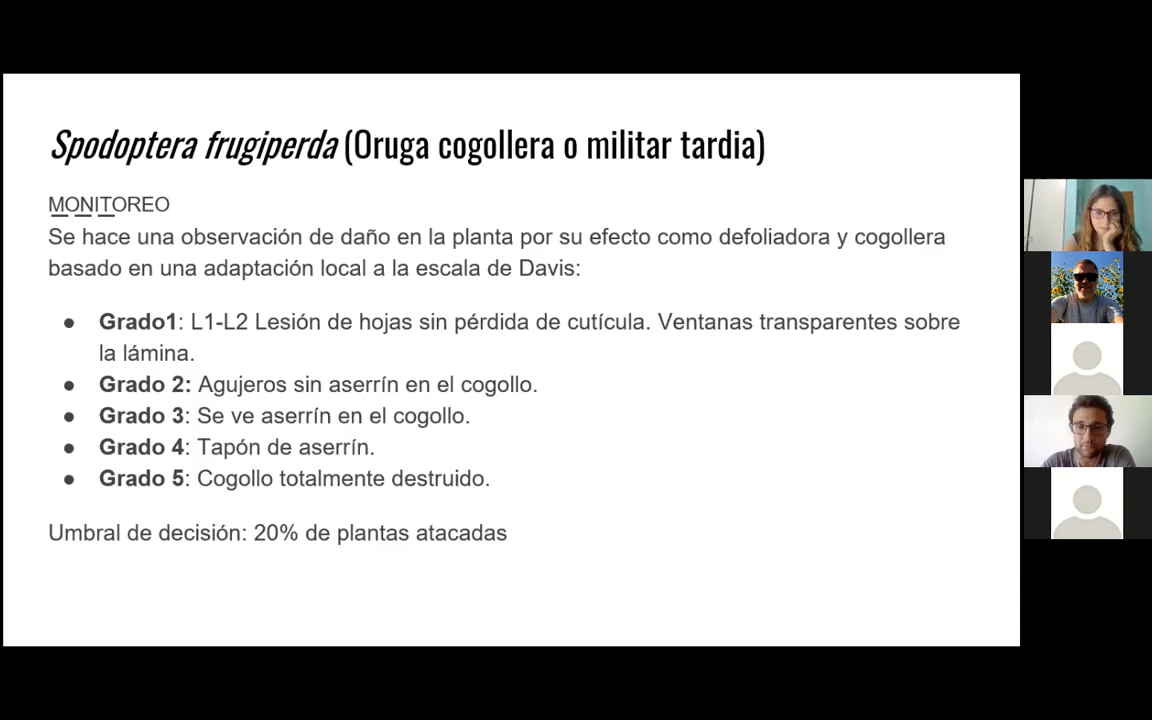 Spodoptera frugiperda (Oruga cogollera o militar tardia)
MONITOREO
Se hace una observación de daño en la planta por su efecto como defoliadora y cogollera
basado en una adaptación local a la escala de Davis:
● Grado1: L1-L2 Lesión de hojas sin pérdida de cutícula. Ventanas transparentes sobre
la lámina.
● Grado 2: Agujeros sin aserrín en el cogollo.
● Grado 3: Se ve aserrín en el cogollo.
● Grado 4: Tapón de aserrín.
● Grado 5: Cogollo totalmente destruido.
Umbral de decisión: 20% de plantas atacadas